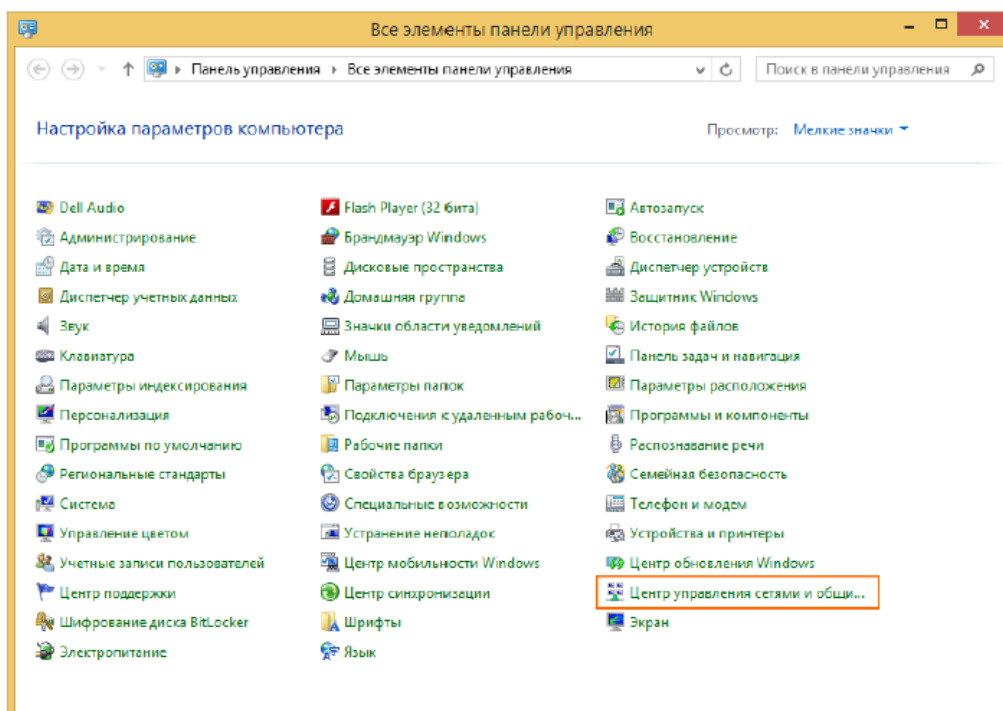 Все элементы панели управления
Панель управления Все элементы панели управления
Поиск в панели управления
Настройка параметров компьютера
Просмотр: Мелкие значки
Dell Audio
Flash Player (32 бита)
Автозапуск
Администрирование
Брандмауэр Windows
Восстановление
Дата и время
Дисковые пространства
Диспетчер устройств
Диспетчер учетных данных
Домашняя группа
Защитник Windows
Звук
Значки области уведомлений
История файлов
Клавиатура
Мышь
Панель задач и навигация
Параметры индексирования
Параметры папок
Параметры расположения
Персонализация
Подключения к удаленным рабоч...
Программы и компоненты
Программы по умолчанию
Рабочие папки
Распознавание речи
Региональные стандарты
Свойства браузера
Семейная безопасность
Система
Специальные возможности
Телефон и модем
Управление цветом
Устранение неполадок
Устройства и принтеры
Учетные записи пользователей
Центр мобильности Windows
Центр обновления Windows
Центр поддержки
Центр синхронизации
Центр управления сетями и общи...
Шифрование диска BitLocker
Шрифты
Экран
Электропитание
Язык